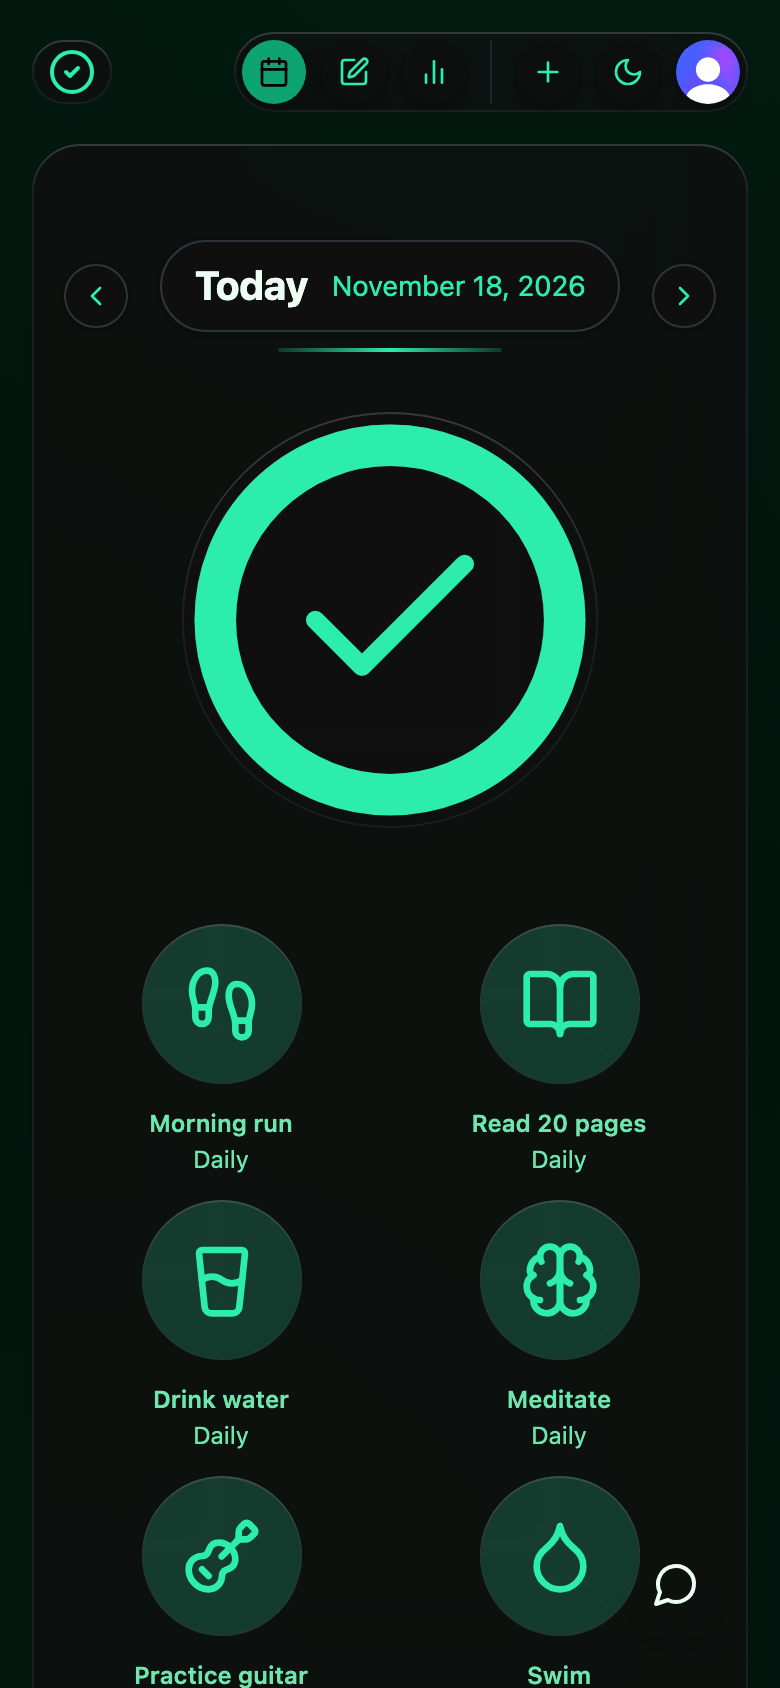 Today November 18, 2026
Morning run
Daily
Read 20 pages
Daily
Drink water
Daily
Meditate
Daily
Practice guitar
Swim